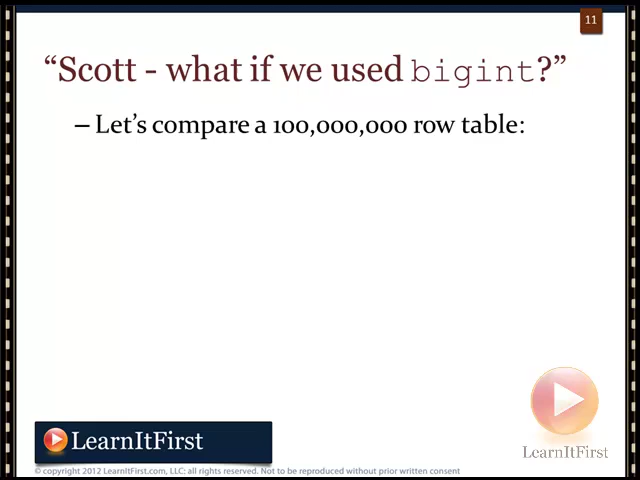 11
“Scott - what if we used bigint?”
– Let’s compare a 100,000,000 row table:
LearnItFirst
LearnItFirst
© copyright 2012 LearnItFirst.com, LLC; all rights reserved. Not to be reproduced without prior written consent